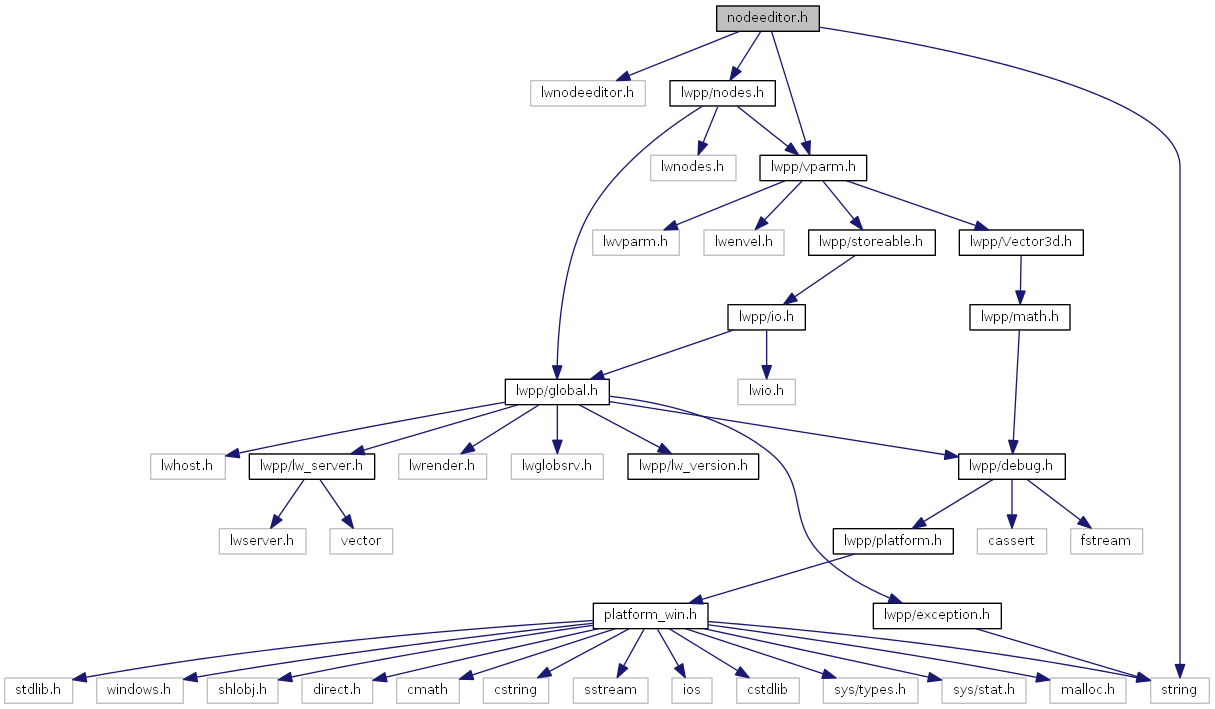 nodeeditor.h
lwnodeeditor.h
lwpp/nodes.h
lwnodes.h
lwpp/vparm.h
lwvparm.h
lwenvel.h
lwpp/storeable.h
lwpp/Vector3d.h
lwpp/io.h
lwpp/math.h
lwpp/global.h
lwio.h
lwhost.h
lwpp/lw_server.h
lwrender.h
lwglobsrv.h
lwpp/lw_version.h
lwpp/debug.h
lwserver.h
vector
lwpp/platform.h
cassert
fstream
platform_win.h
lwpp/exception.h
stdlib.h
windows.h
shlobj.h
direct.h
cmath
cstring
sstream
ios
cstdlib
sys/types.h
sys/stat.h
malloc.h
string